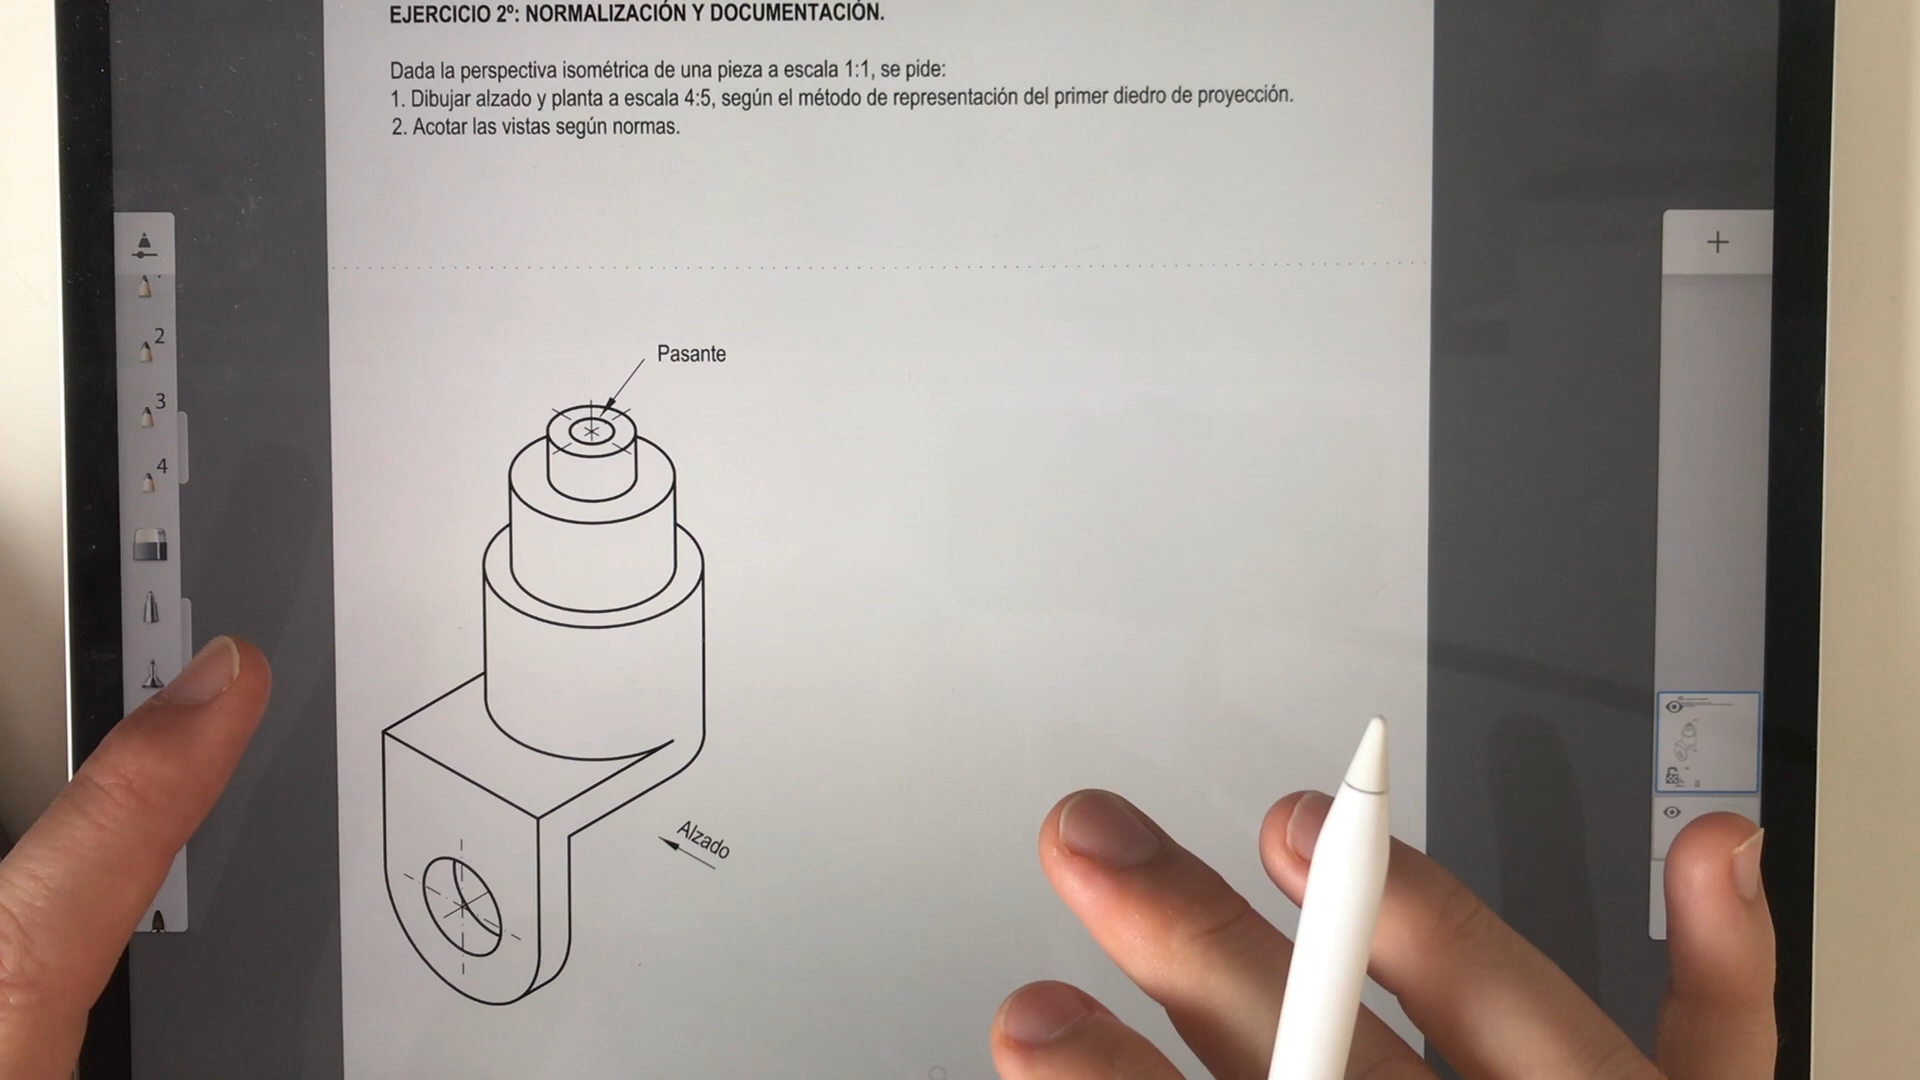 EJERCICIO 2º: NORMALIZACIÓN Y DOCUMENTACIÓN.
Dada la perspectiva isométrica de una pieza a escala 1:1, se pide:
1. Dibujar alzado y planta a escala 4:5, según el método de representación del primer diedro de proyección.
2. Acotar las vistas según normas.
2
3
4
Pasante
Alzado